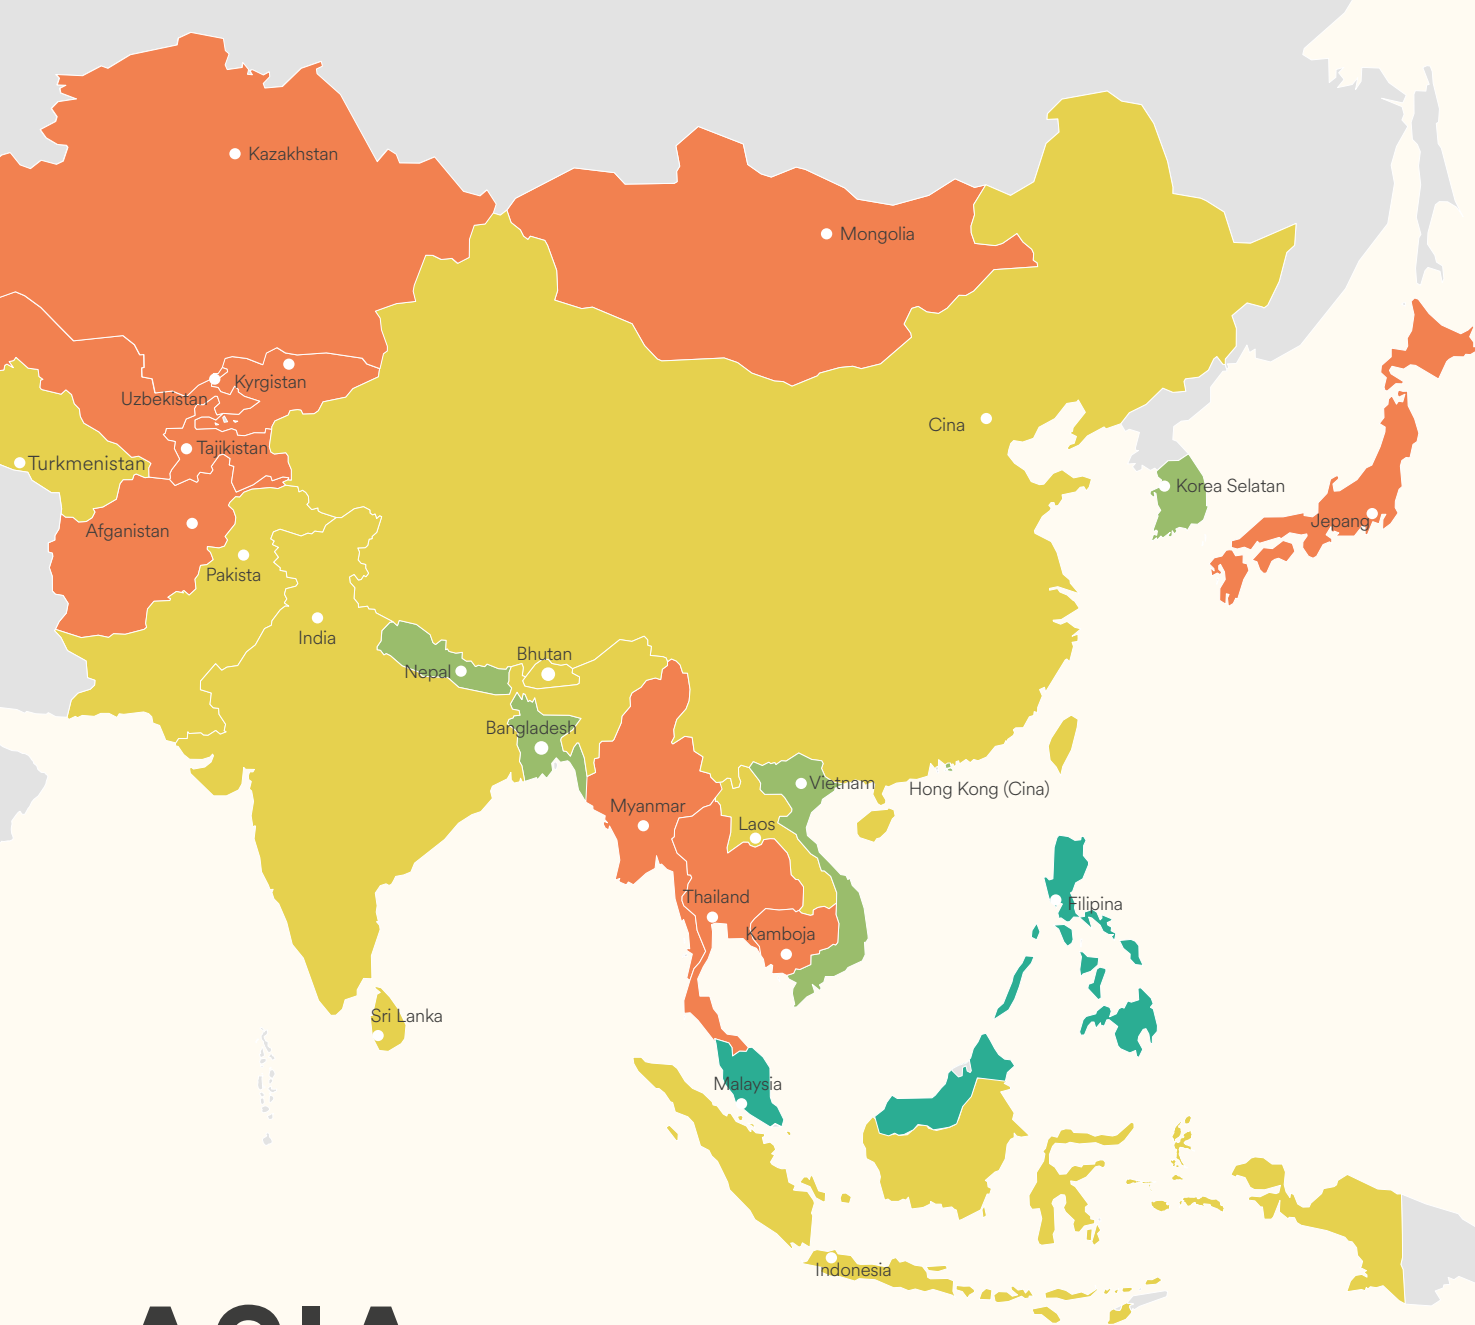 Kazakhstan
Mongolia
Kyrgistan
Uzbekistan
Cina
Tajikistan
Turkmenistan
Korea Selatan
Jepang
Afganistan
Pakista
India
Bhutan
Nepal
Bangladesh
Vietnam
Hong Kong (Cina)
Myanmar
Laos
Thailand
Filipina
Kamboja
Sri Lanka
Malaysia
Indonesia
ASIA